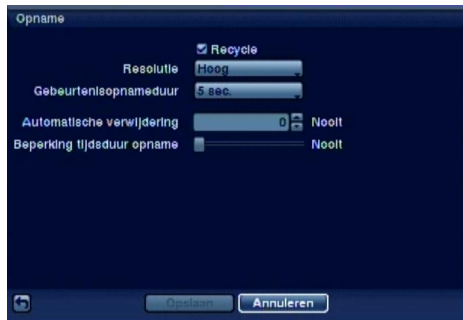 Opname
Recycle
Resolutie Hoog
Gebeurtenisopnameduur 5 sec.
Automatische verwijdering 0 Nooit
Beperking tijdsduur opname Nooit
Opslaan Annuleren